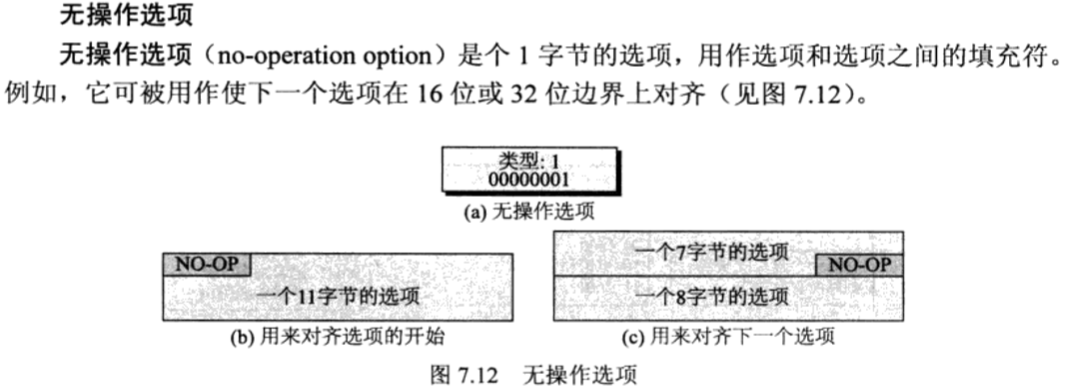 无操作选项
无操作选项（no-operation option）是个 1 字节的选项，用作选项和选项之间的填充符。
例如，它可被用作使下一个选项在 16 位或 32 位边界上对齐（见图 7.12）。
类型: 1
00000001
(a) 无操作选项
NO-OP
一个11字节的选项
(b) 用来对齐选项的开始
一个7字节的选项
NO-OP
一个8字节的选项
(c) 用来对齐下一个选项
图 7.12 无操作选项